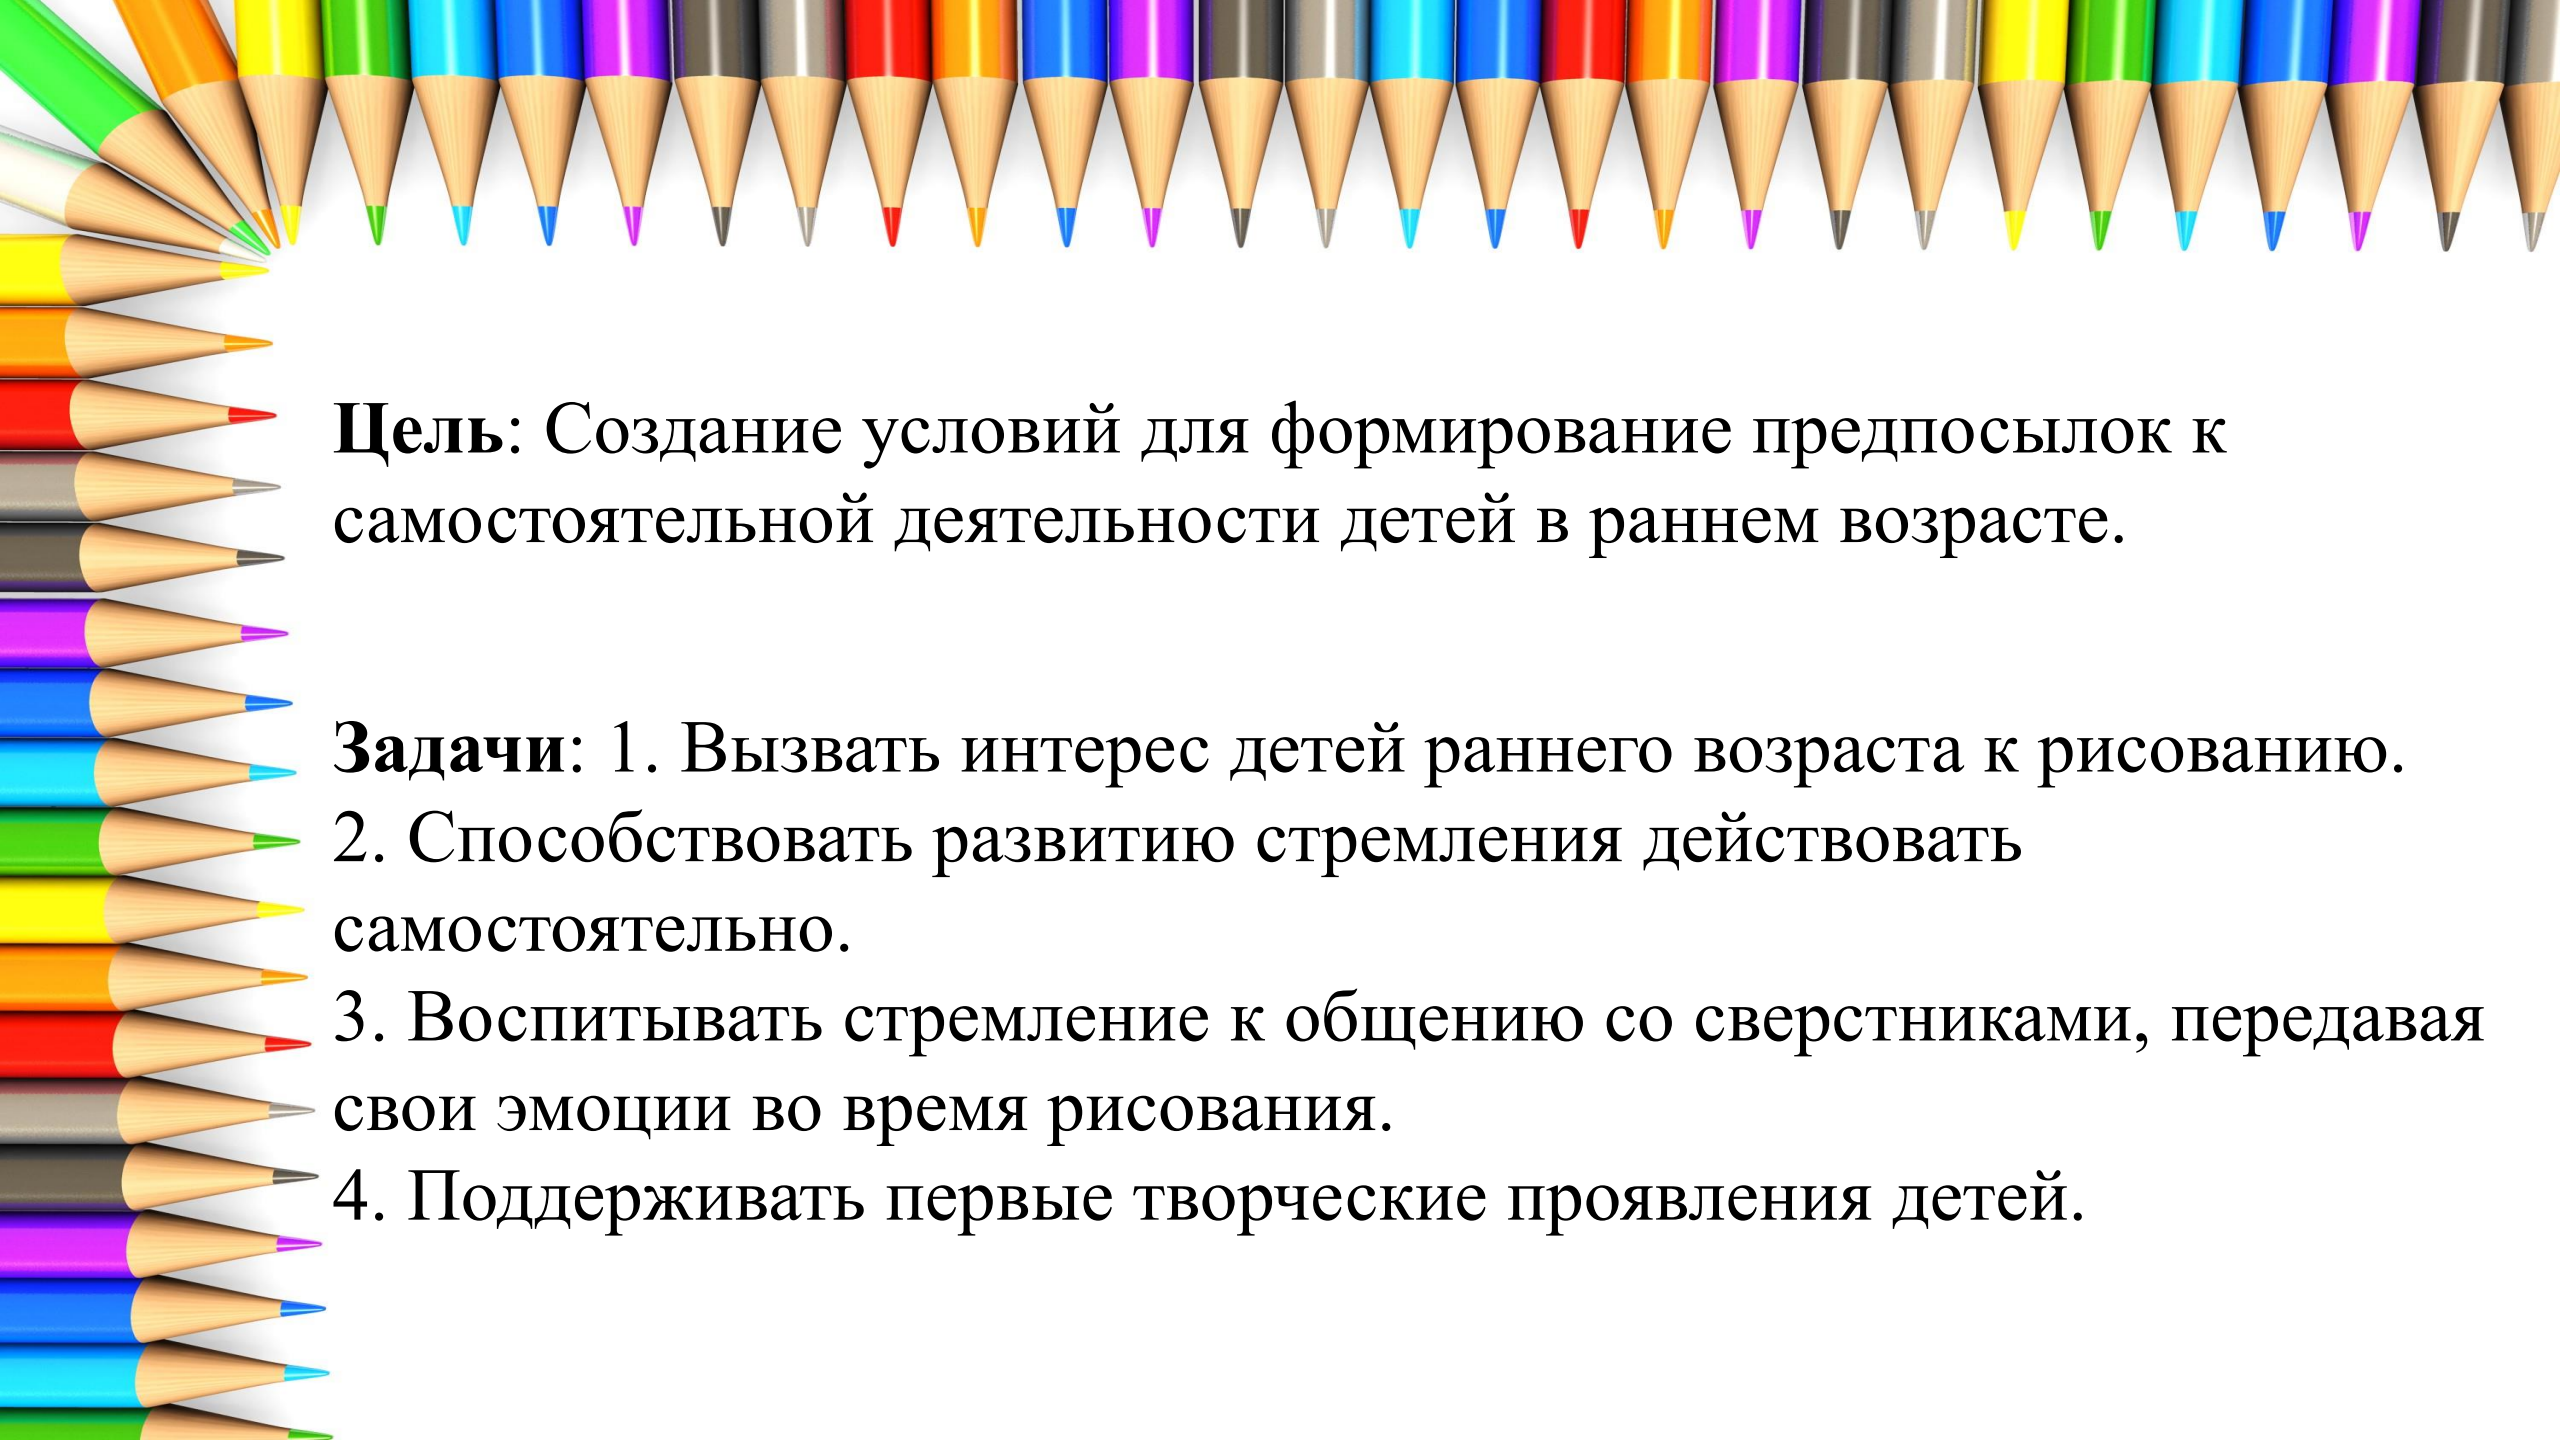 Цель: Создание условий для формирование предпосылок к
самостоятельной деятельности детей в раннем возрасте.
Задачи: 1. Вызвать интерес детей раннего возраста к рисованию.
2. Способствовать развитию стремления действовать
самостоятельно.
3. Воспитывать стремление к общению со сверстниками, передавая
свои эмоции во время рисования.
4. Поддерживать первые творческие проявления детей.